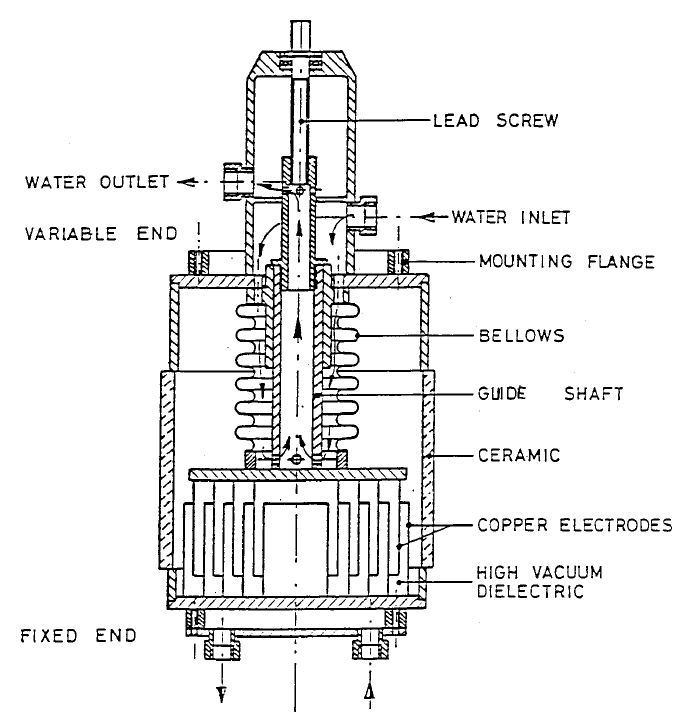 LEAD SCREW
WATER OUTLET
WATER INLET
VARIABLE END
MOUNTING FLANGE
BELLOWS
GUIDE SHAFT
CERAMIC
COPPER ELECTRODES
HIGH VACUUM
DIELECTRIC
FIXED END